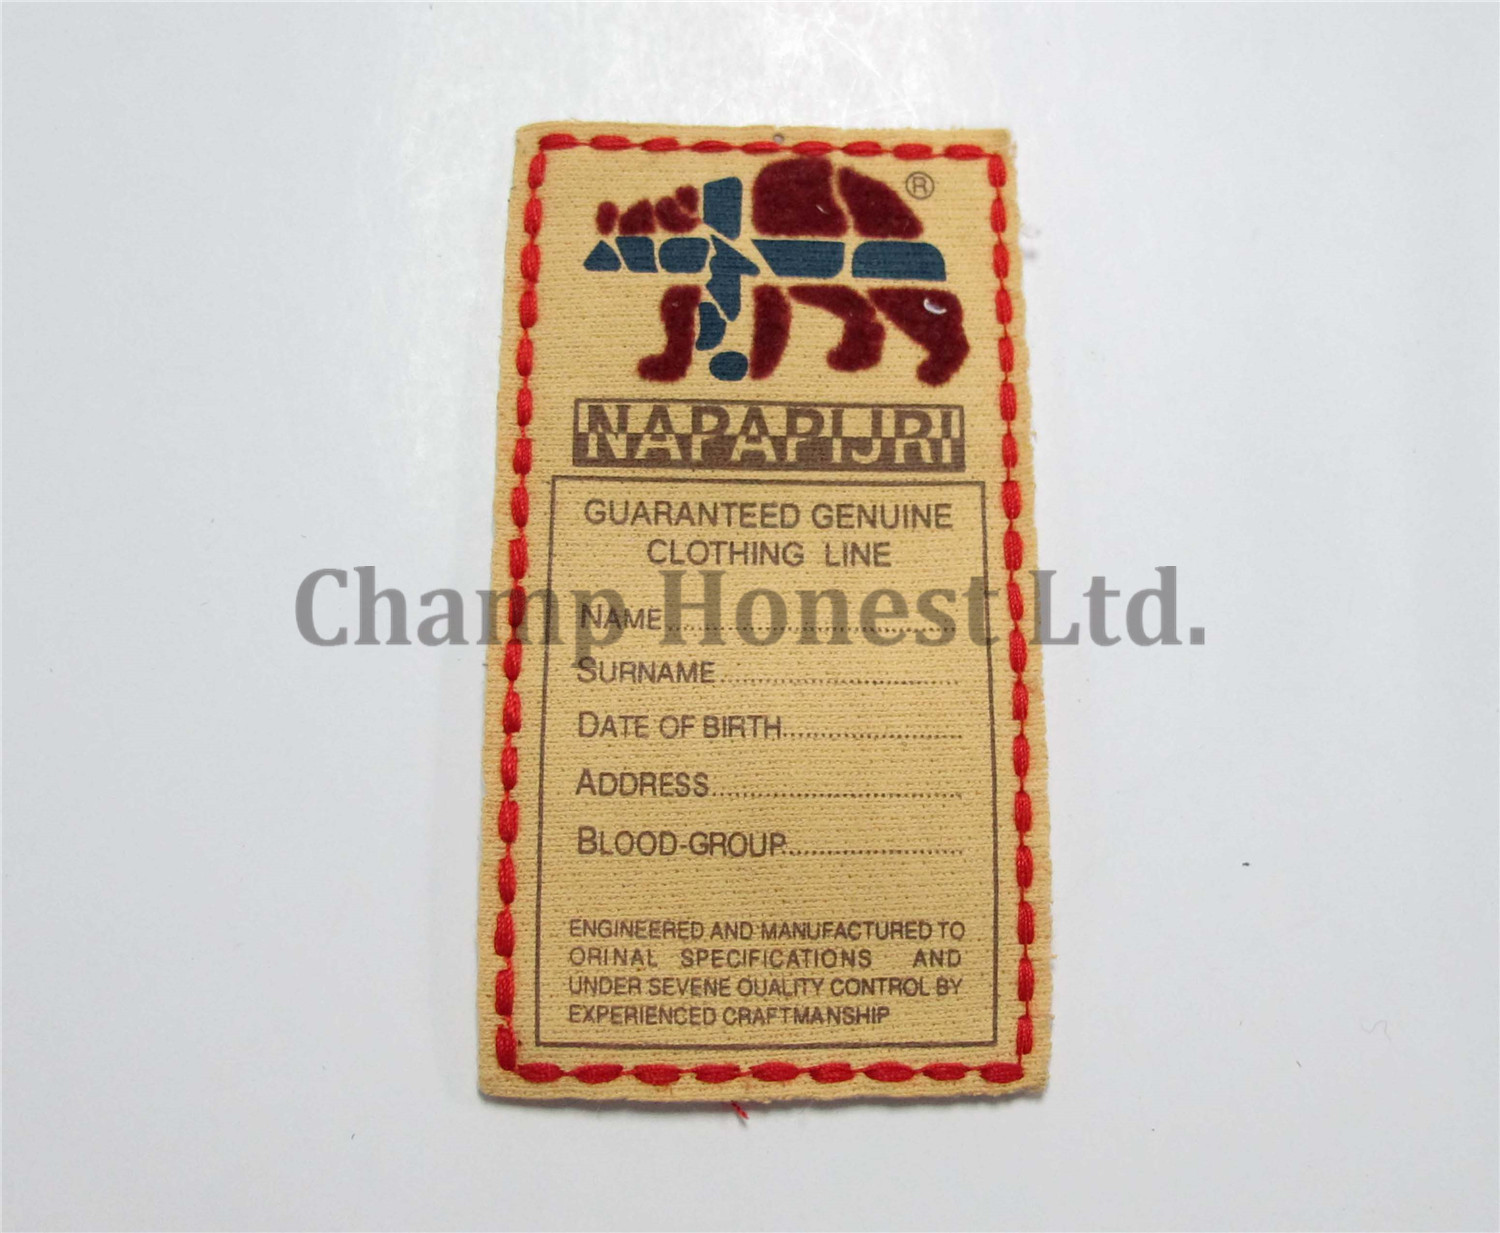 ®
NAPAPIJRI
GUARANTEED GENUINE
CLOTHING LINE
Champ Honest Ltd.
NAME
SURNAME
DATE OF BIRTH
ADDRESS
BLOOD-GROUP
ENGINEERED AND MANUFACTURED TO
ORINAL SPECIFICATIONS AND
UNDER SEVENE QUALITY CONTROL BY
EXPERIENCED CRAFTMANSHIP